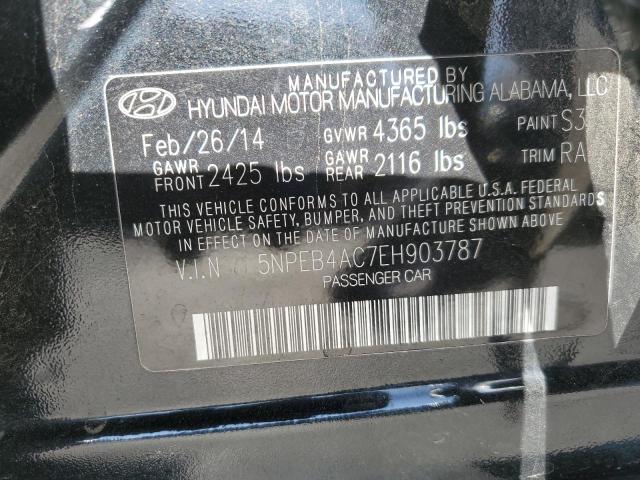 MANUFACTURED BY
HYUNDAI MOTOR MANUFACTURING ALABAMA, LLC
Feb/26/14 GVWR 4365 lbs PAINT S3
GAWR FRONT 2425 lbs GAWR REAR 2116 lbs TRIM RA
THIS VEHICLE CONFORMS TO ALL APPLICABLE U.S.A. FEDERAL
MOTOR VEHICLE SAFETY, BUMPER, AND THEFT PREVENTION STANDARDS
IN EFFECT ON THE DATE OF MANUFACTURE SHOWN ABOVE.
V.I.N 5NPEB4AC7EH903787
PASSENGER CAR